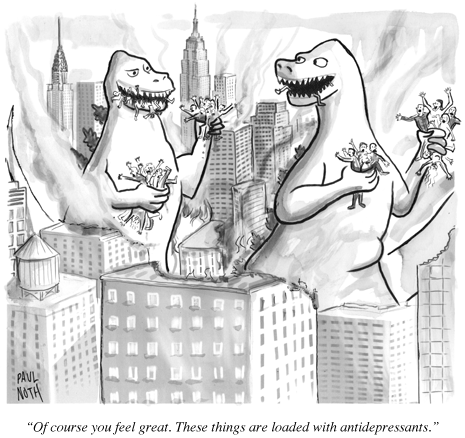 PAUL
NOTH
“Of course you feel great. These things are loaded with antidepressants.”